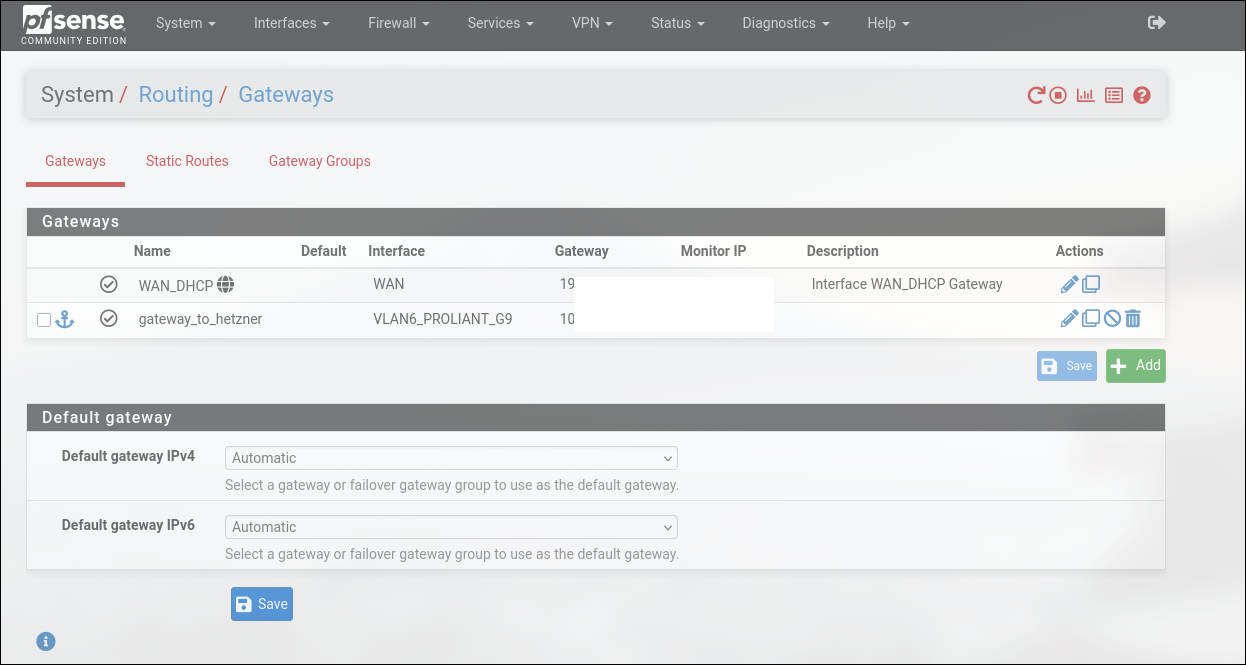 pfsense System Interfaces Firewall Services VPN Status Diagnostics Help
COMMUNITY EDITION
System / Routing / Gateways
Gateways Static Routes Gateway Groups
Gateways
Name Default Interface Gateway Monitor IP Description Actions
WAN_DHCP WAN 19 Interface WAN_DHCP Gateway
gateway_to_hetzner VLAN6_PROLIANT_G9 10
Save Add
Default gateway
Default gateway IPv4 Automatic
Select a gateway or failover gateway group to use as the default gateway.
Default gateway IPv6 Automatic
Select a gateway or failover gateway group to use as the default gateway.
Save